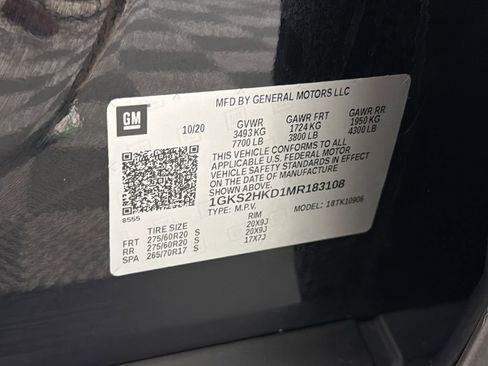 MFD BY GENERAL MOTORS LLC
GM
10/20 GVWR GAWR FRT GAWR RR
3493 KG 1724 KG 1950 KG
7700 LB 3800 LB 4300 LB
THIS VEHICLE CONFORMS TO ALL
APPLICABLE U.S. FEDERAL MOTOR
VEHICLE SAFETY STANDARDS IN EFFECT
ON THE DATE OF MANUFACTURE
SHOWN ABOVE.
1GKS2HKD1MR183108
8555
TYPE: M.P.V. MODEL: 1BTK10906
TIRE SIZE RIM
FRT 275/60R20 S 20X9J
RR 275/60R20 S 20X9J
SPA 265/70R17 S 17X7J